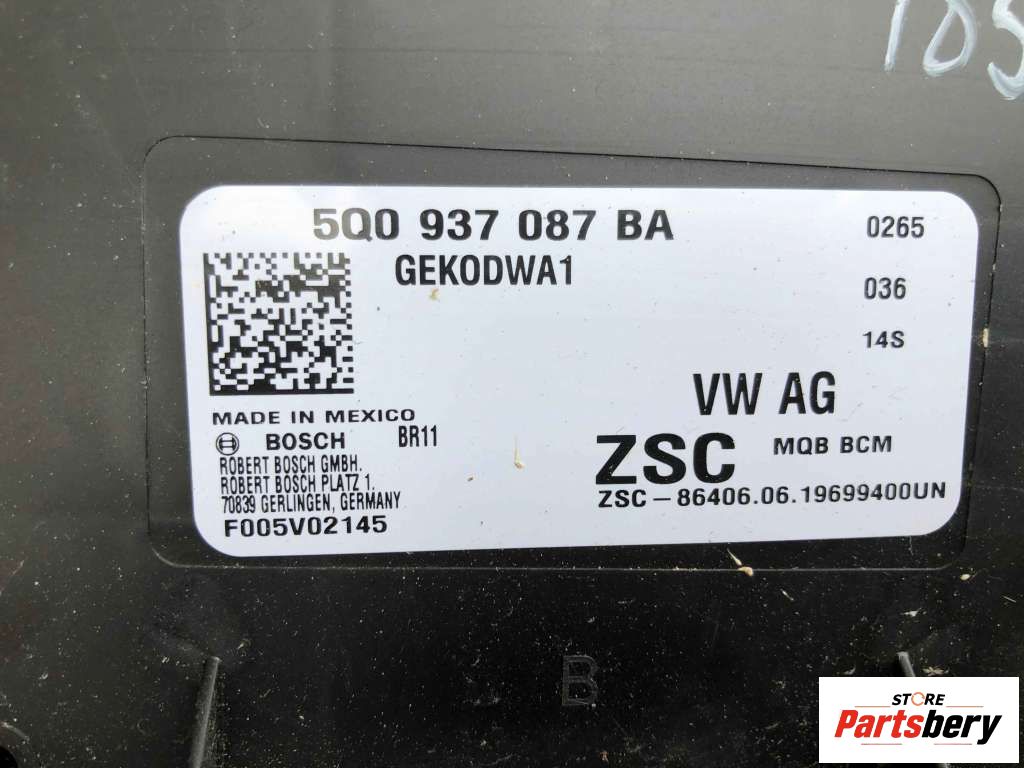 185
5Q0 937 087 BA
0265
GEKODWA1
036
14S
VW AG
MADE IN MEXICO
BOSCH BR11
ZSC MQB BCM
ROBERT BOSCH GMBH.
ROBERT BOSCH PLATZ 1.
70839 GERLINGEN, GERMANY
ZSC-86406.06.19699400UN
F005V02145
B
STORE
Partsbery